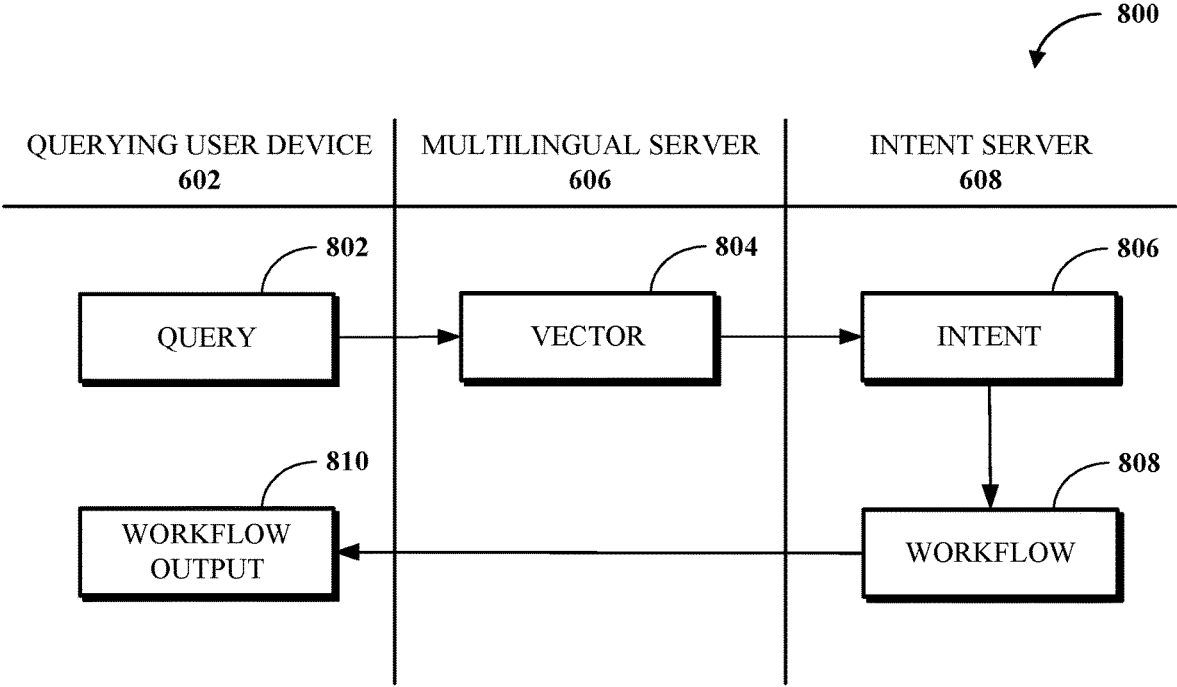 800
QUERYING USER DEVICE
602
MULTILINGUAL SERVER
606
INTENT SERVER
608
802
QUERY
804
VECTOR
806
INTENT
810
WORKFLOW
OUTPUT
808
WORKFLOW